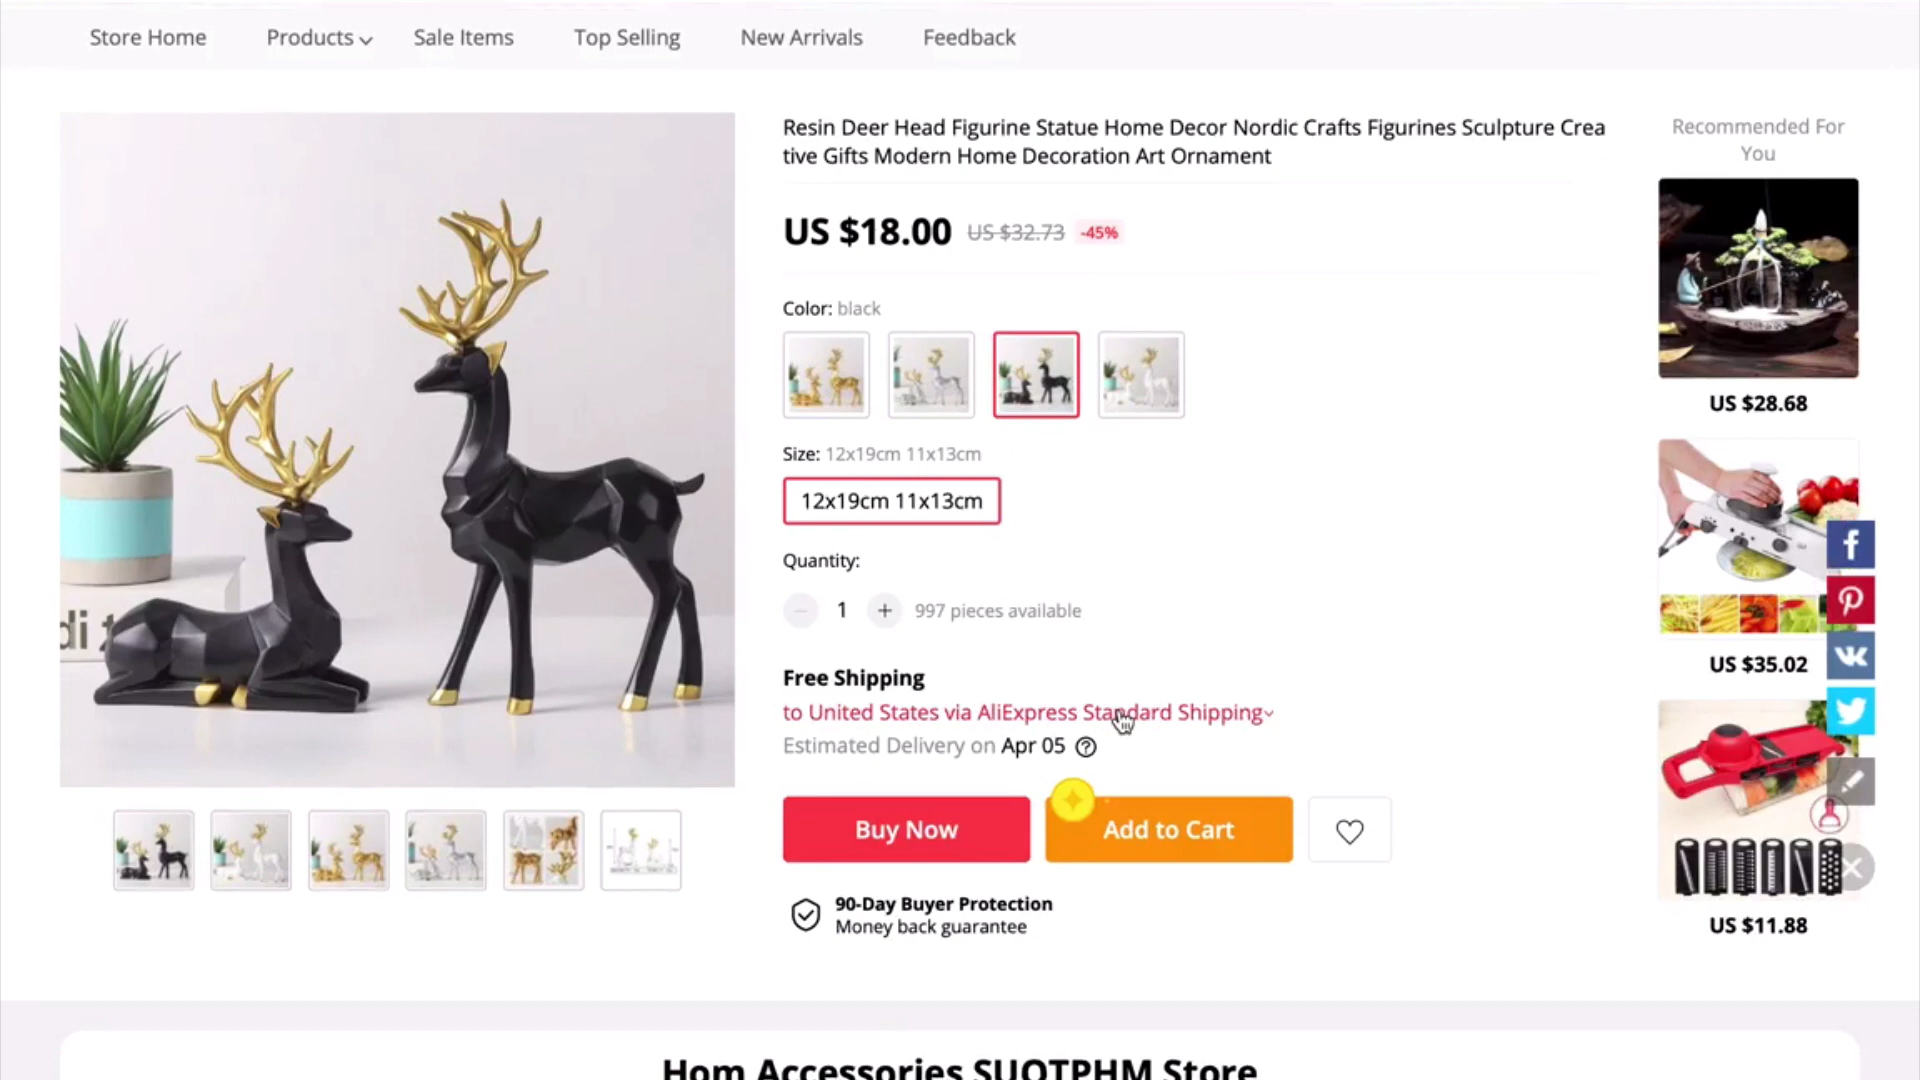 Store Home
Products
Sale Items
Top Selling
New Arrivals
Feedback
Resin Deer Head Figurine Statue Home Decor Nordic Crafts Figurines Sculpture Crea
tive Gifts Modern Home Decoration Art Ornament
US $18.00 US $32.73 -45%
Color: black
Size: 12x19cm 11x13cm
12x19cm 11x13cm
Quantity:
1
997 pieces available
Free Shipping
to United States via AliExpress Standard Shipping
Estimated Delivery on Apr 05
Buy Now
Add to Cart
90-Day Buyer Protection
Money back guarantee
Recommended For
You
US $28.68
US $35.02
US $11.88
Hom Accessories SUOTPHM Store